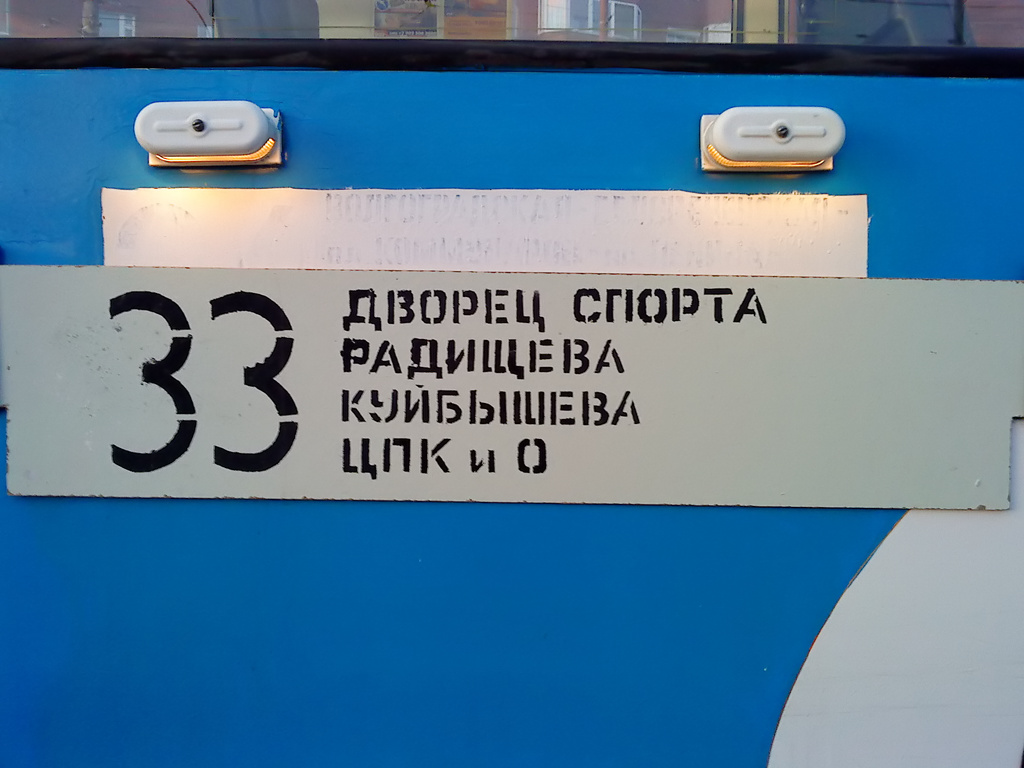 33
ДВОРЕЦ СПОРТА
РАДИЩЕВА
КУЙБЫШЕВА
ЦПК и О